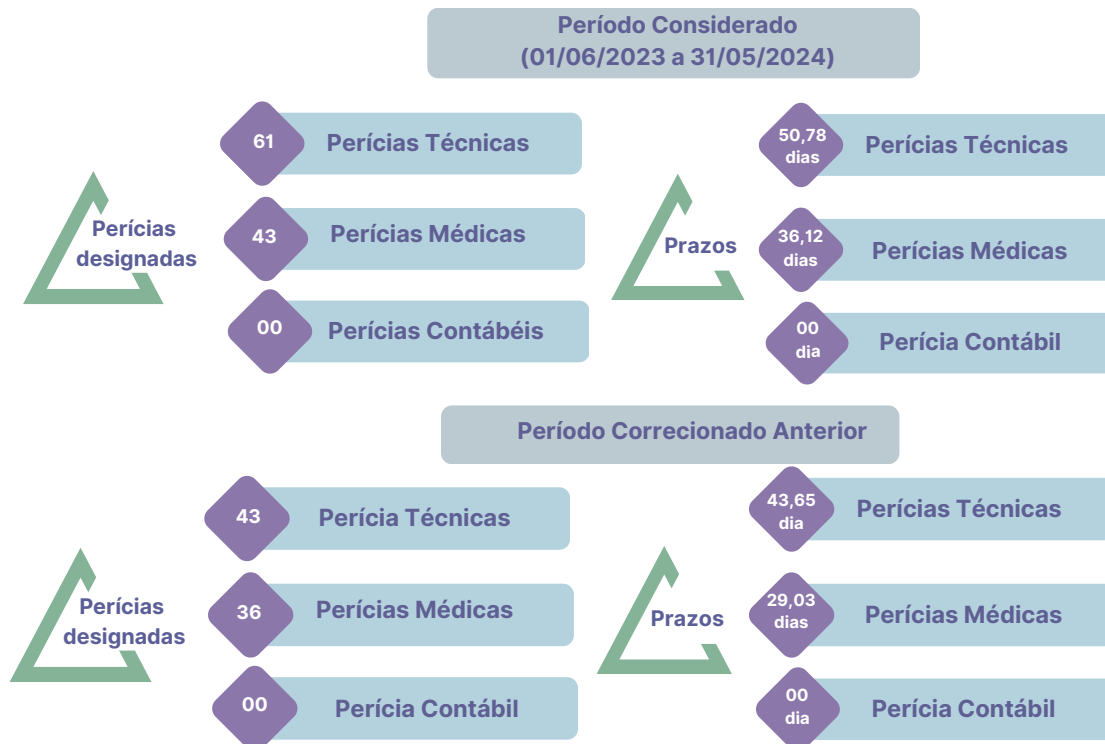 Período Considerado
(01/06/2023 a 31/05/2024)
Perícias
designadas
61
Perícias Técnicas
43
Perícias Médicas
00
Perícias Contábéis
Prazos
50,78
dias
Perícias Técnicas
36,12
dias
Perícias Médicas
00
dia
Perícia Contábil
Período Correcionado Anterior
Perícias
designadas
43
Perícia Técnicas
36
Perícias Médicas
00
Perícia Contábil
Prazos
43,65
dia
Perícias Técnicas
29,03
dias
Perícias Médicas
00
dia
Perícia Contábil